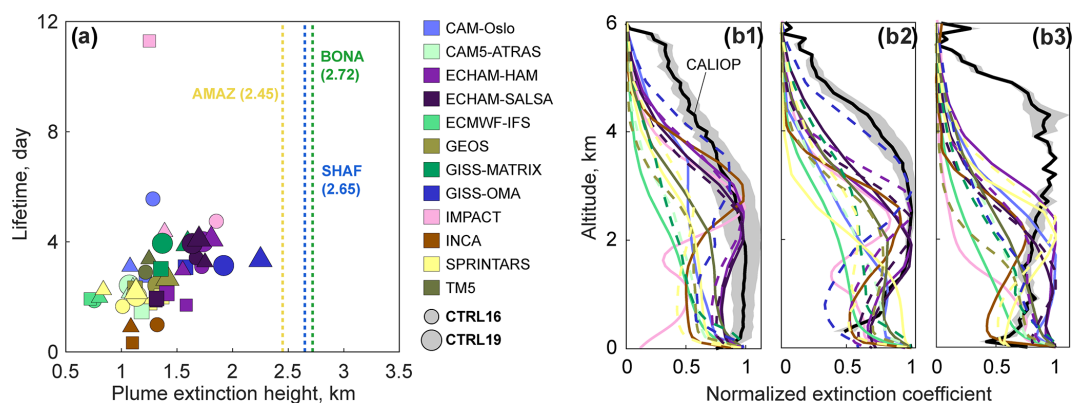 (a)
12
8
4
0
Lifetime, day
AMAZ (2.45)
BONA
(2.72)
SHAF
(2.65)
0.5
1
1.5
2
2.5
3
3.5
Plume extinction height, km
CAM-Oslo
CAM5-ATRAS
ECHAM-HAM
ECHAM-SALSA
ECMWF-IFS
GEOS
GISS-MATRIX
GISS-OMA
IMPACT
INCA
SPRINTARS
TM5
CTRL16
CTRL19
(b1)
(b2)
(b3)
CALIOP
6
4
2
0
Altitude, km
0
0.5
1
0
0.5
1
0
0.5
1
Normalized extinction coefficient